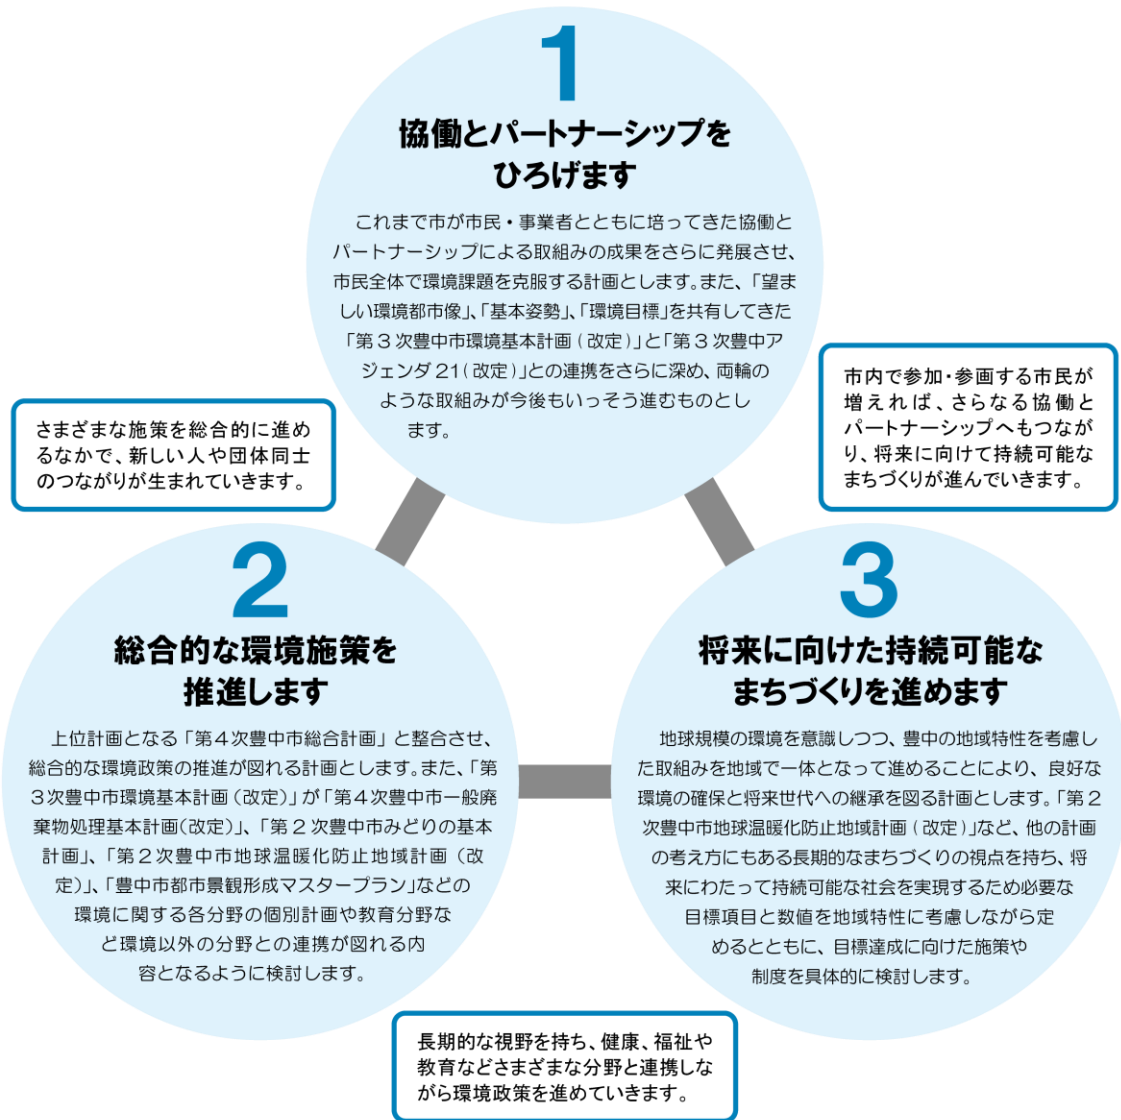 1
協働とパートナーシップを
ひろげます
これまで市が市民・事業者とともに培ってきた協働と
パートナーシップによる取組みの成果をさらに発展させ、
市民全体で環境課題を克服する計画とします。また、「望ま
しい環境都市像」、「基本姿勢」、「環境目標」を共有してきた
「第3次豊中市環境基本計画(改定)」と「第3次豊中ア
ジェンダ21(改定)」との連携をさらに深め、両輪の
ような取組みが今後もいっそう進むものとし
ます。
さまざまな施策を総合的に進め
るなかで、新しい人や団体同士
のつながりが生まれていきます。
市内で参加・参画する市民が
増えれば、さらなる協働と
パートナーシップへもつなが
り、将来に向けて持続可能な
まちづくりが進んでいきます。
2
総合的な環境施策を
推進します
上位計画となる「第4次豊中市総合計画」と整合させ、
総合的な環境政策の推進が図れる計画とします。また、「第
3次豊中市環境基本計画(改定)」が「第4次豊中市一般廃
棄物処理基本計画(改定)」、「第2次豊中市みどりの基本
計画」、「第2次豊中市地球温暖化防止地域計画(改
定)」、「豊中市都市景観形成マスタープラン」などの
環境に関する各分野の個別計画や教育分野な
ど環境以外の分野との連携が図れる内
容となるように検討します。
3
将来に向けた持続可能な
まちづくりを進めます
地球規模の環境を意識しつつ、豊中の地域特性を考慮し
た取組みを地域で一体となって進めることにより、良好な
環境の確保と将来世代への継承を図る計画とします。「第2
次豊中市地球温暖化防止地域計画(改定)」など、他の計画
の考え方にもある長期的なまちづくりの視点を持ち、将
来にわたって持続可能な社会を実現するため必要な
目標項目と数値を地域特性に考慮しながら定
めるとともに、目標達成に向けた施策や
制度を具体的に検討します。
長期的な視野を持ち、健康、福祉や
教育などさまざまな分野と連携しな
がら環境政策を進めていきます。